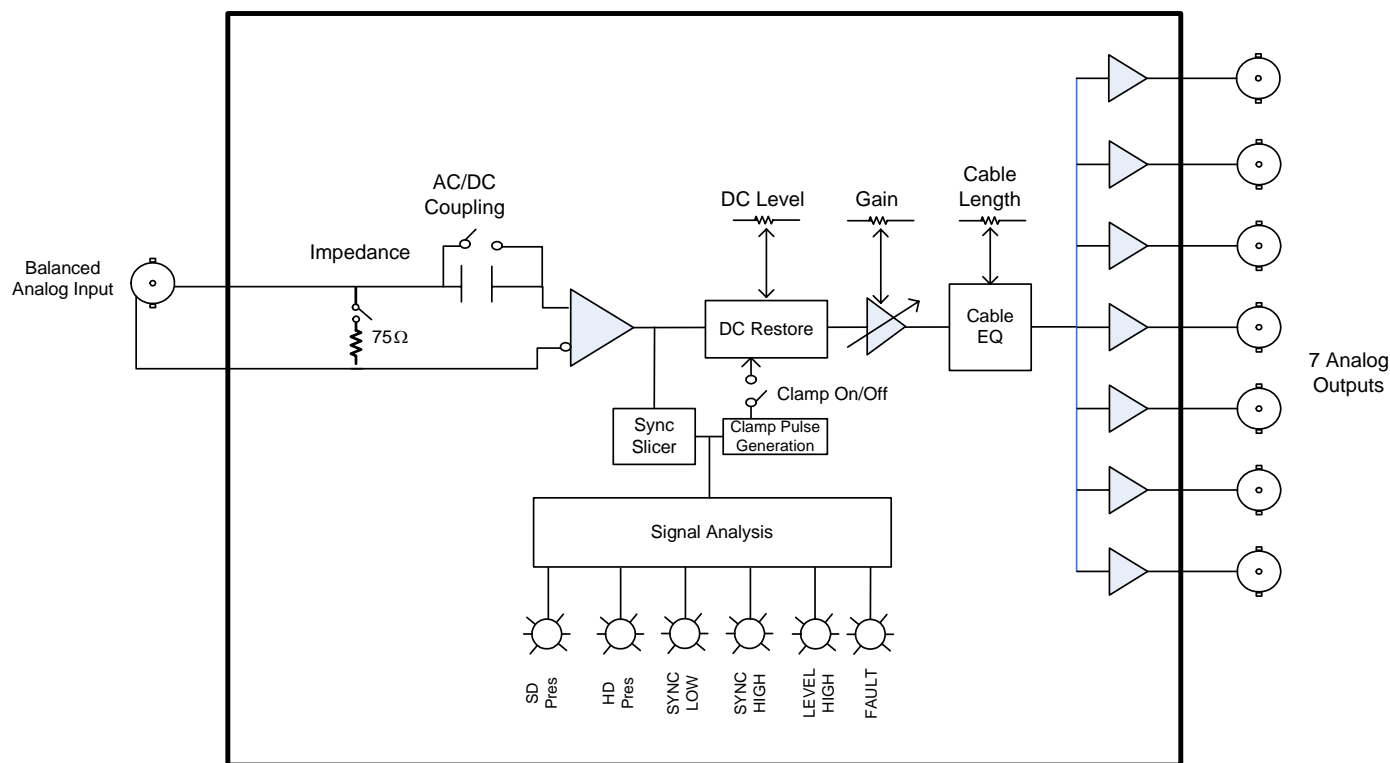 AC/DC
Coupling
DC Level
Gain
Cable
Length
Impedance
Balanced
Analog Input
75Ω
DC Restore
Cable
EQ
7 Analog
Outputs
Clamp On/Off
Sync
Slicer
Clamp Pulse
Generation
Signal Analysis
SD
Pres
HD
Pres
SYNC
LOW
SYNC
HIGH
LEVEL
HIGH
FAULT